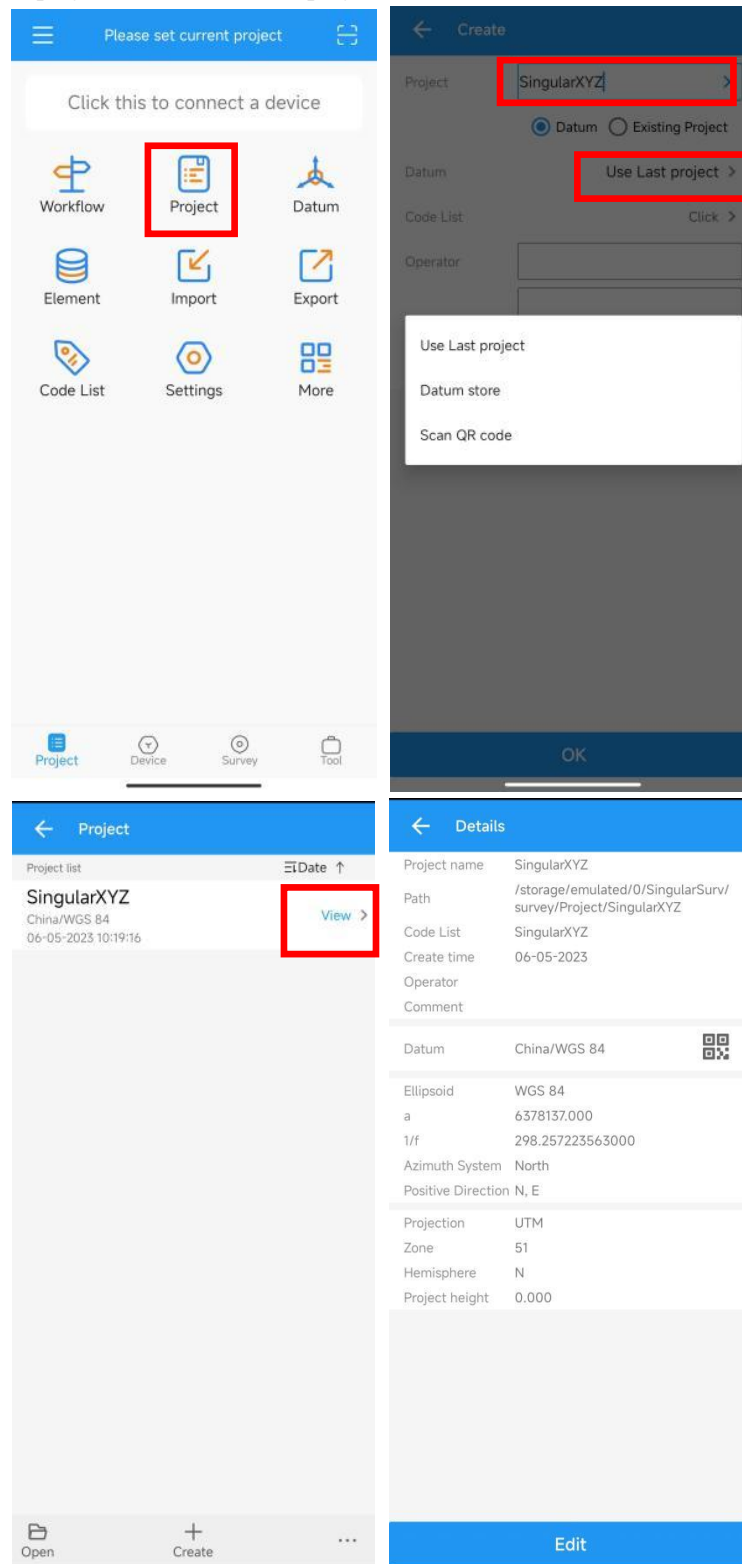 Please set current project
Click this to connect a device
Workflow
Project
Datum
Element
Import
Export
Code List
Settings
More
Project
Device
Survey
Tool
Create
Project
SingularXYZ
Datum
Existing Project
Datum
Use Last project
Code List
Click
Operator
Use Last project
Datum store
Scan QR code
OK
Project
Project list
Date ↑
SingularXYZ
China/WGS 84
06-05-2023 10:19:16
View
Open
Create
Details
Project name SingularXYZ
Path /storage/emulated/0/SingularSurv/
survey/Project/SingularXYZ
Code List SingularXYZ
Create time 06-05-2023
Operator
Comment
Datum China/WGS 84
Ellipsoid WGS 84
a 6378137.000
1/f 298.257223563000
Azimuth System North
Positive Direction N, E
Projection UTM
Zone 51
Hemisphere N
Project height 0.000
Edit